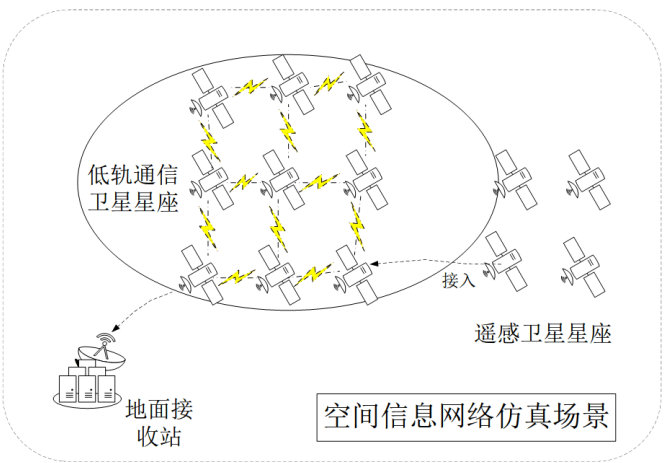 低轨通信
卫星星座
接入
遥感卫星星座
地面接
收站
空间信息网络仿真场景